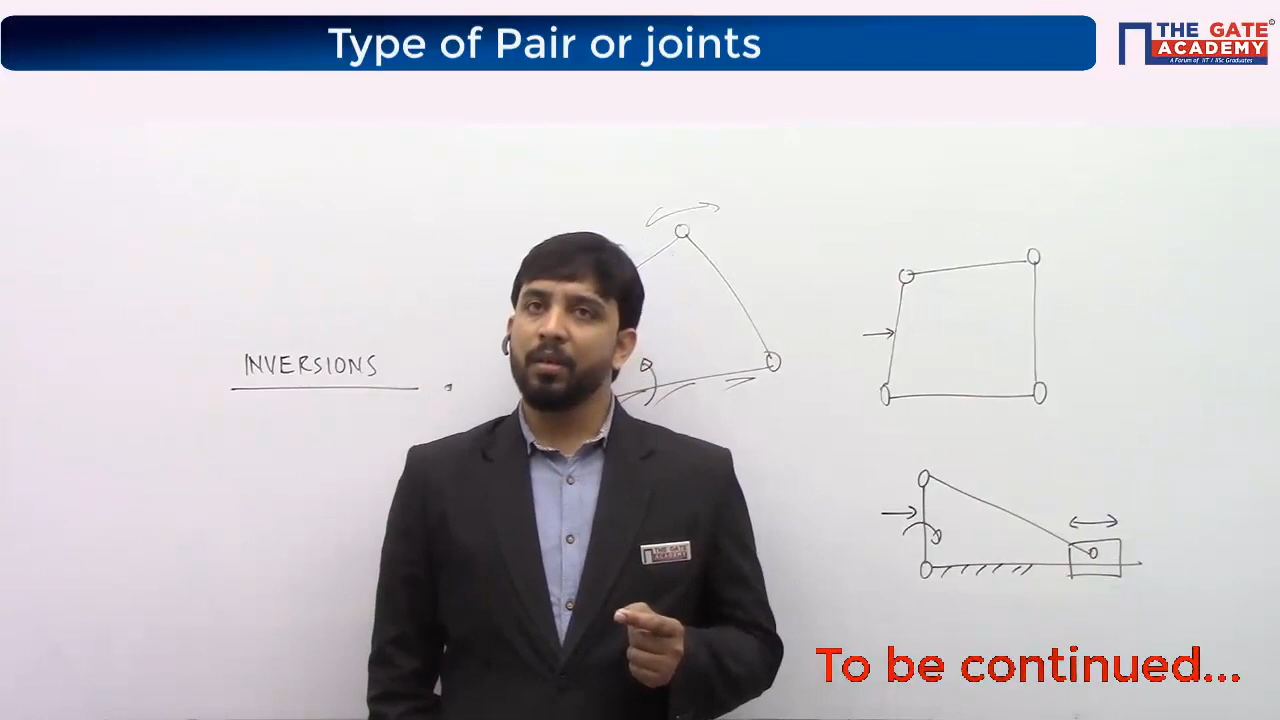 Type of Pair or joints
THE GATE
ACADEMY
A Forum of IIT / IISc Graduates
INVERSIONS
THE GATE
ACADEMY
To be continued...